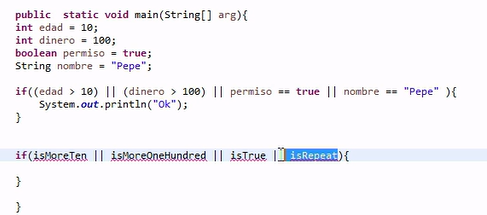 public static void main(String[] arg){
int edad = 10;
int dinero = 100;
boolean permiso = true;
String nombre = "Pepe";
if((edad > 10) || (dinero > 100) || permiso == true || nombre == "Pepe" ){
System.out.println("Ok");
}
if(isMoreTen || isMoreOneHundred || isTrue || isRepeat){
}
}